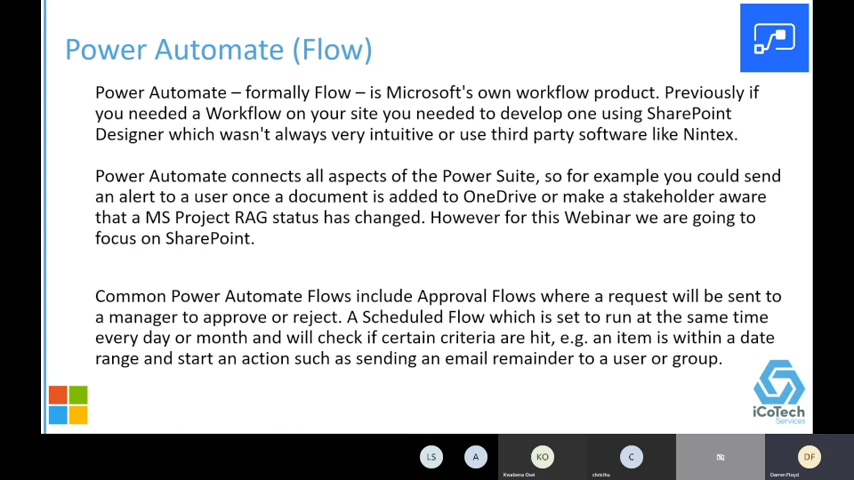 Power Automate (Flow)
Power Automate – formally Flow – is Microsoft's own workflow product. Previously if
you needed a Workflow on your site you needed to develop one using SharePoint
Designer which wasn't always very intuitive or use third party software like Nintex.
Power Automate connects all aspects of the Power Suite, so for example you could send
an alert to a user once a document is added to OneDrive or make a stakeholder aware
that a MS Project RAG status has changed. However for this Webinar we are going to
focus on SharePoint.
Common Power Automate Flows include Approval Flows where a request will be sent to
a manager to approve or reject. A Scheduled Flow which is set to run at the same time
every day or month and will check if certain criteria are hit, e.g. an item is within a date
range and start an action such as sending an email remainder to a user or group.
iCoTech
Services
LS A KO C DF
Kwabena Osei christhu Darren Floyd